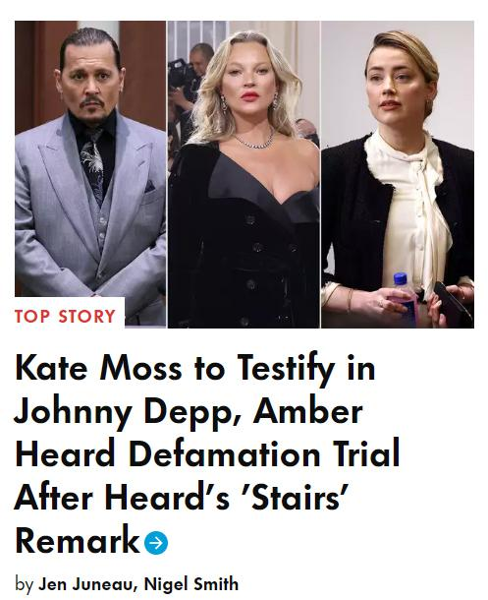 TOP STORY
Kate Moss to Testify in
Johnny Depp, Amber
Heard Defamation Trial
After Heard’s ’Stairs’
Remark
by Jen Juneau, Nigel Smith